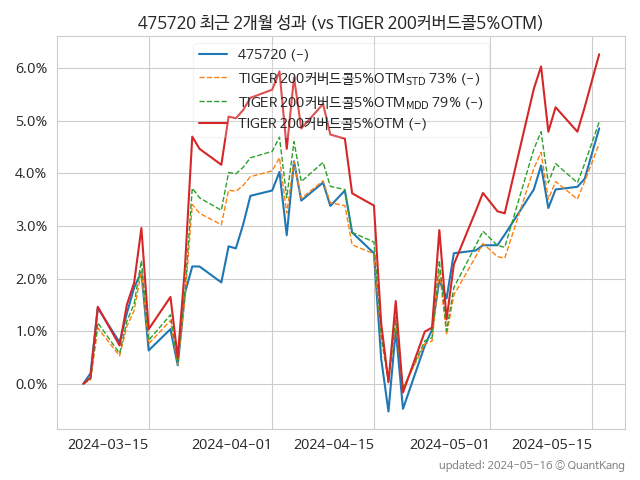 475720 최근 2개월 성과 (vs TIGER 200커버드콜5%OTM)
475720 (-)
TIGER 200커버드콜5%OTM STD 73% (-)
TIGER 200커버드콜5%OTM MDD 79% (-)
TIGER 200커버드콜5%OTM (-)
6.0%
5.0%
4.0%
3.0%
2.0%
1.0%
0.0%
2024-03-15
2024-04-01
2024-04-15
2024-05-01
2024-05-15
updated: 2024-05-16 © QuantKang